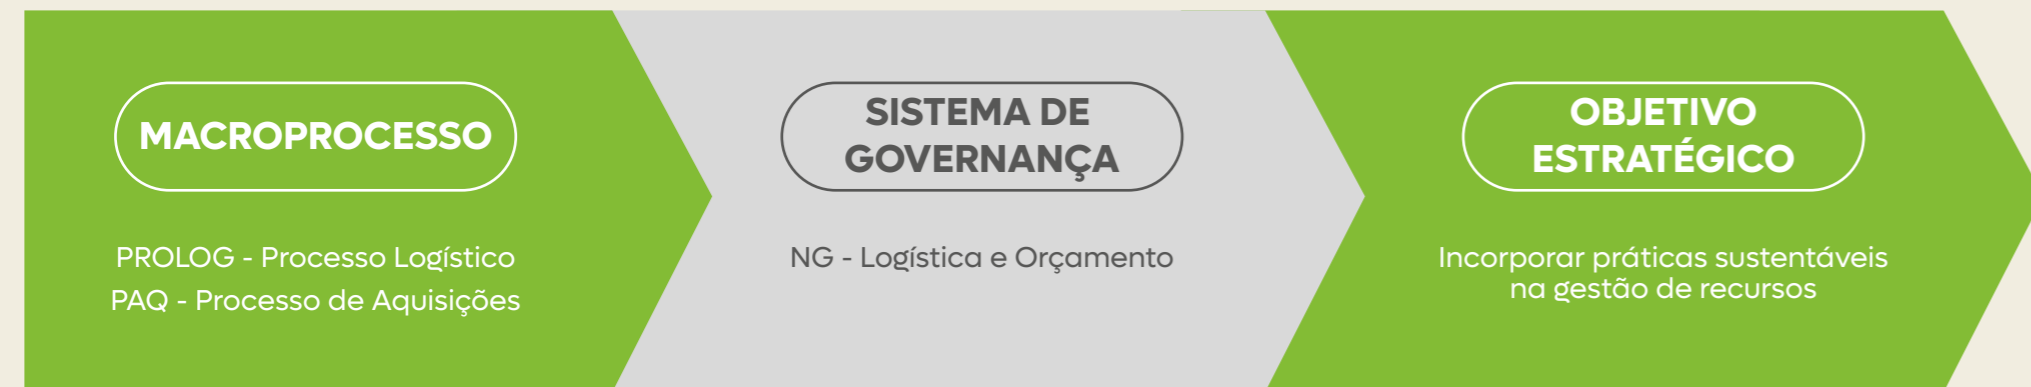 MACROPROCESSO
PROLOG - Processo Logístico
PAQ - Processo de Aquisições
SISTEMA DE
GOVERNANÇA
NG - Logística e Orçamento
OBJETIVO
ESTRATÉGICO
Incorporar práticas sustentáveis
na gestão de recursos